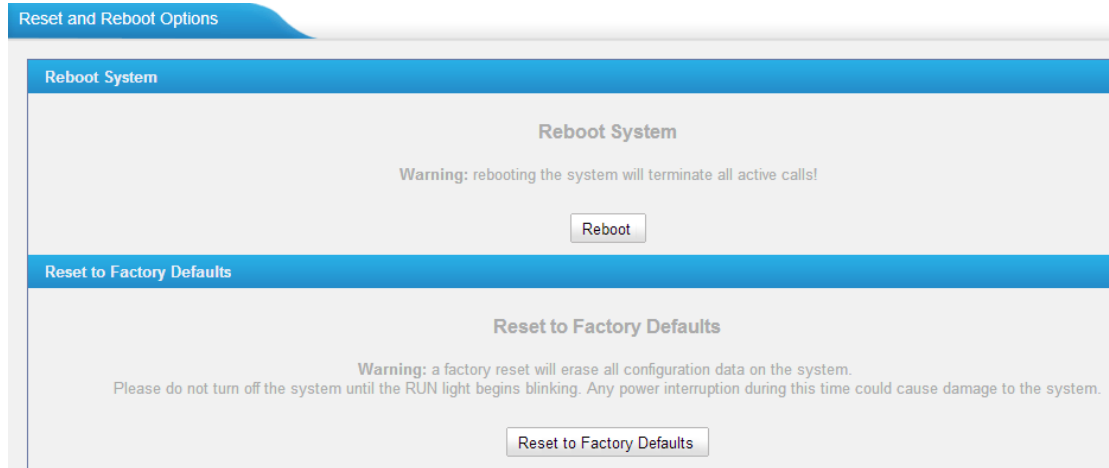 Reset and Reboot Options
Reboot System
Reboot System
Warning: rebooting the system will terminate all active calls!
Reboot
Reset to Factory Defaults
Reset to Factory Defaults
Warning: a factory reset will erase all configuration data on the system.
Please do not turn off the system until the RUN light begins blinking. Any power interruption during this time could cause damage to the system.
Reset to Factory Defaults